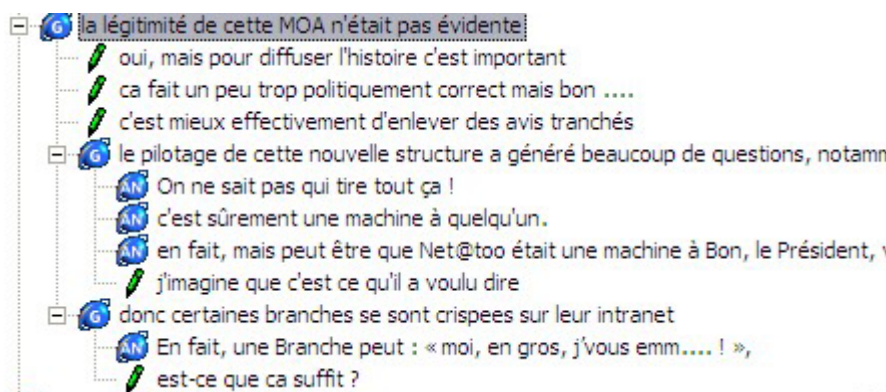 G la légitimité de cette MOA n'était pas évidente
oui, mais pour diffuser l'histoire c'est important
ca fait un peu trop politiquement correct mais bon ....
c'est mieux effectivement d'enlever des avis tranchés
G le pilotage de cette nouvelle structure a généré beaucoup de questions,
AN On ne sait pas qui tire tout ça !
AN c'est sûrement une machine à quelqu'un.
AN en fait, mais peut être que Net@too était une machine à Bon, le Président,
j'imagine que c'est ce qu'il a voulu dire
G donc certaines branches se sont crispees sur leur intranet
AN En fait, une Branche peut : « moi, en gros, j'vous emm.... ! »,
est-ce que ca suffit ?